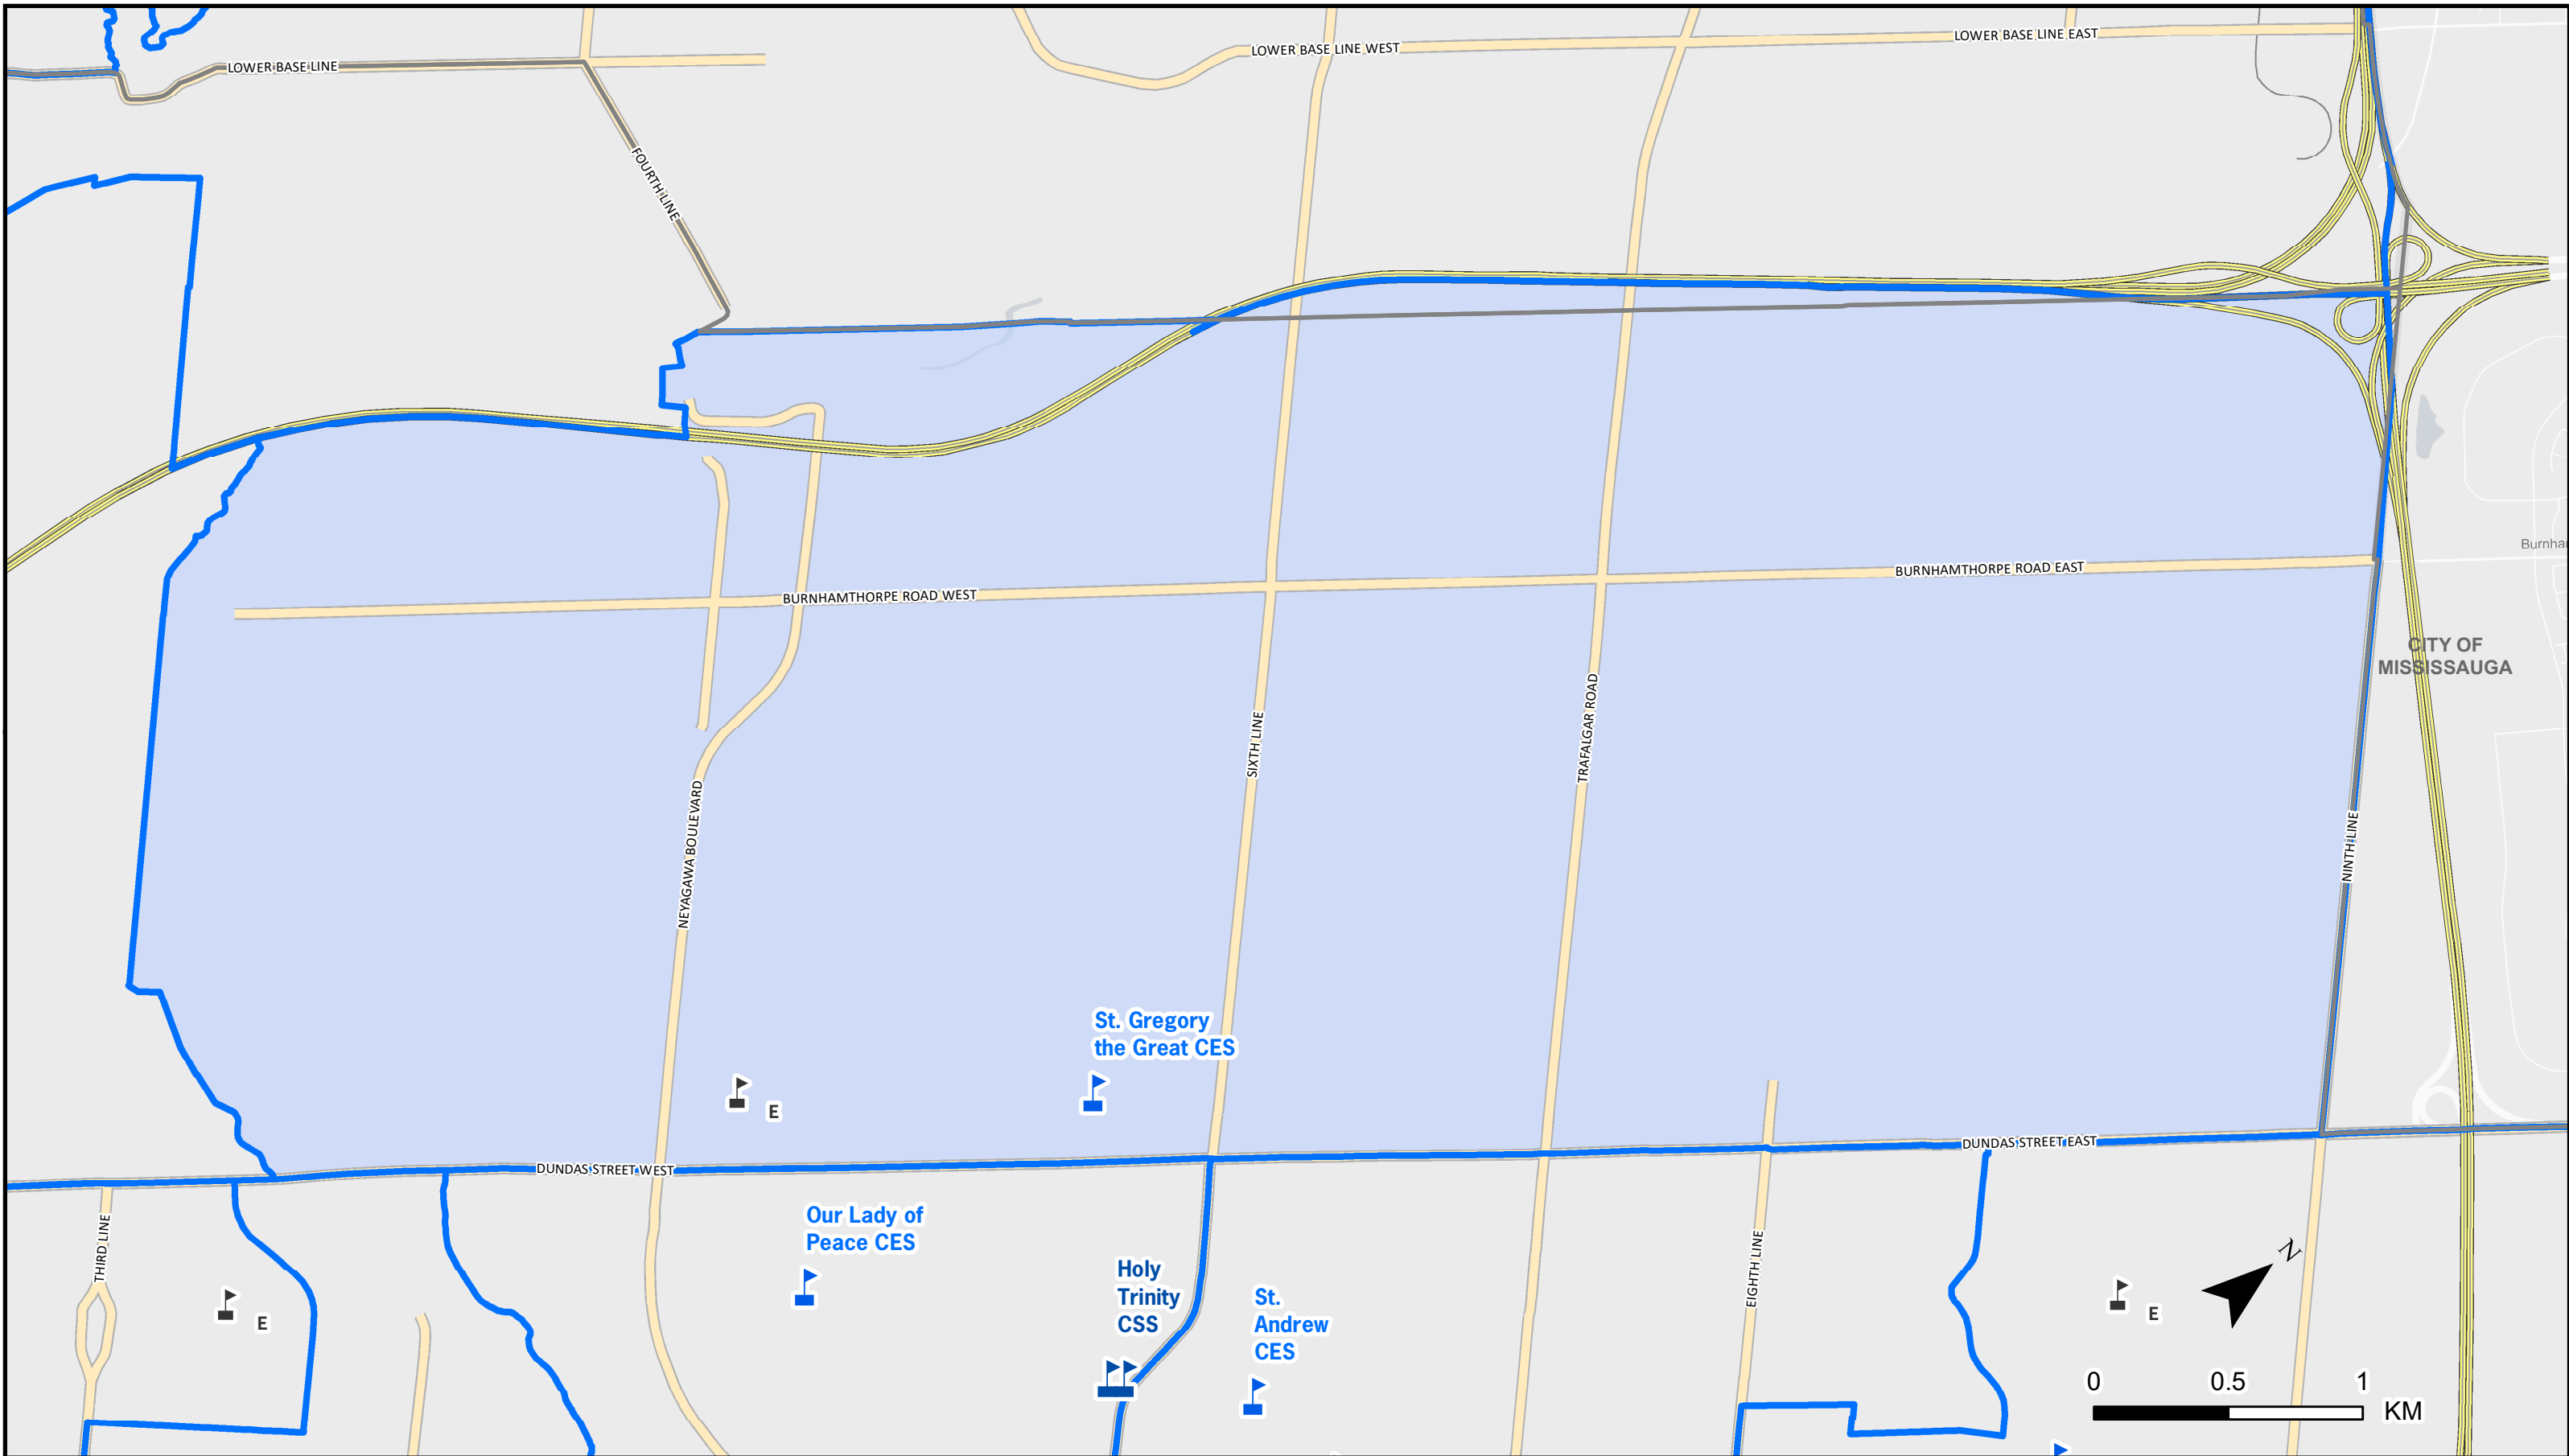 LOWER BASE LINE EAST
LOWER BASE LINE WEST
LOWER BASE LINE
FOURTH LINE
Burnha
BURNHAMTHORPE ROAD EAST
BURNHAMTHORPE ROAD WEST
CITY OF
MISSISSAUGA
TRAFALGAR ROAD
SIXTH LINE
NEYAGAWA BOULEVARD
NINTH LINE
St. Gregory
the Great CES
E
DUNDAS STREET EAST
DUNDAS STREET WEST
Our Lady of
Peace CES
THIRD LINE
EIGHTH LINE
N
Holy
Trinity
CSS
St.
Andrew
CES
E
E
0 0.5 1
KM